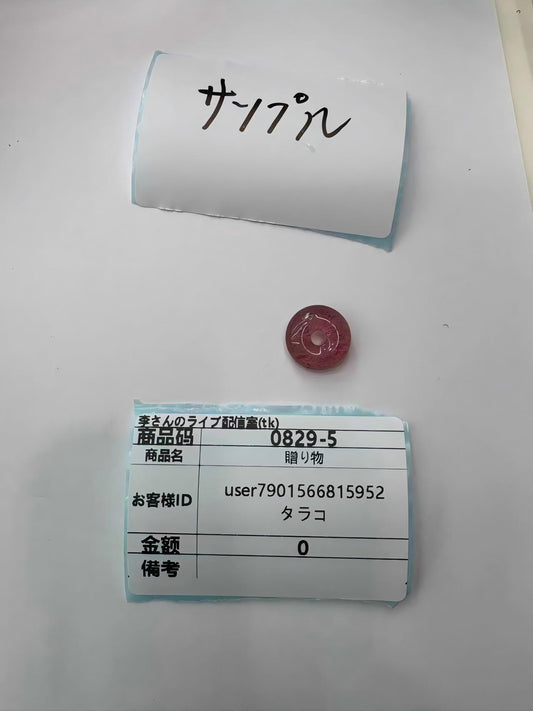 サンプル
李さんのライブ配信室(tk)
商品码 0829-5
商品名 贈り物
お客様ID user7901566815952
タラコ
金额 0
備考